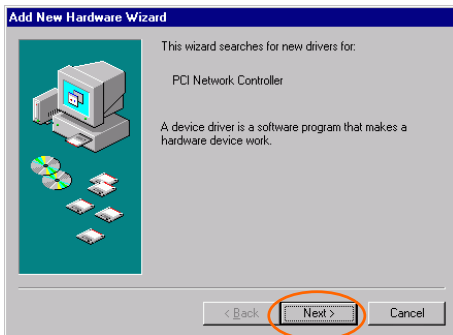 Add New Hardware Wizard
This wizard searches for new drivers for:
PCI Network Controller
A device driver is a software program that makes a
hardware device work.
< Back
Next >
Cancel